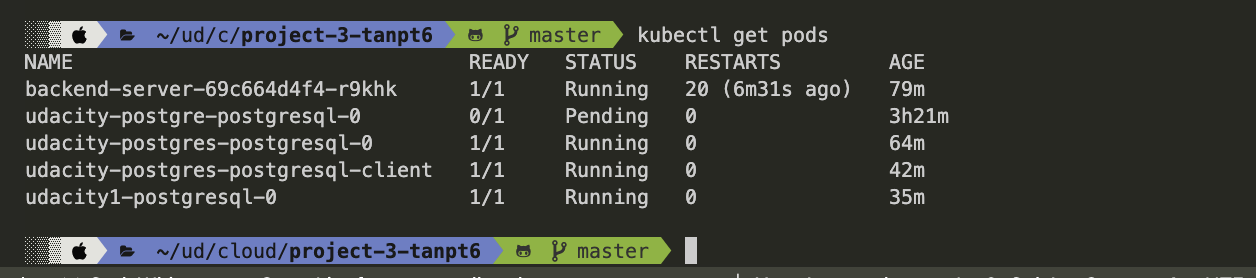 ~/ud/c/project-3-tanpt6 master kubectl get pods
NAME READY STATUS RESTARTS AGE
backend-server-69c664d4f4-r9khk 1/1 Running 20 (6m31s ago) 79m
udacity-postgre-postgresql-0 0/1 Pending 0 3h21m
udacity-postgres-postgresql-0 1/1 Running 0 64m
udacity-postgres-postgresql-client 1/1 Running 0 42m
udacity1-postgresql-0 1/1 Running 0 35m
~/ud/cloud/project-3-tanpt6 master